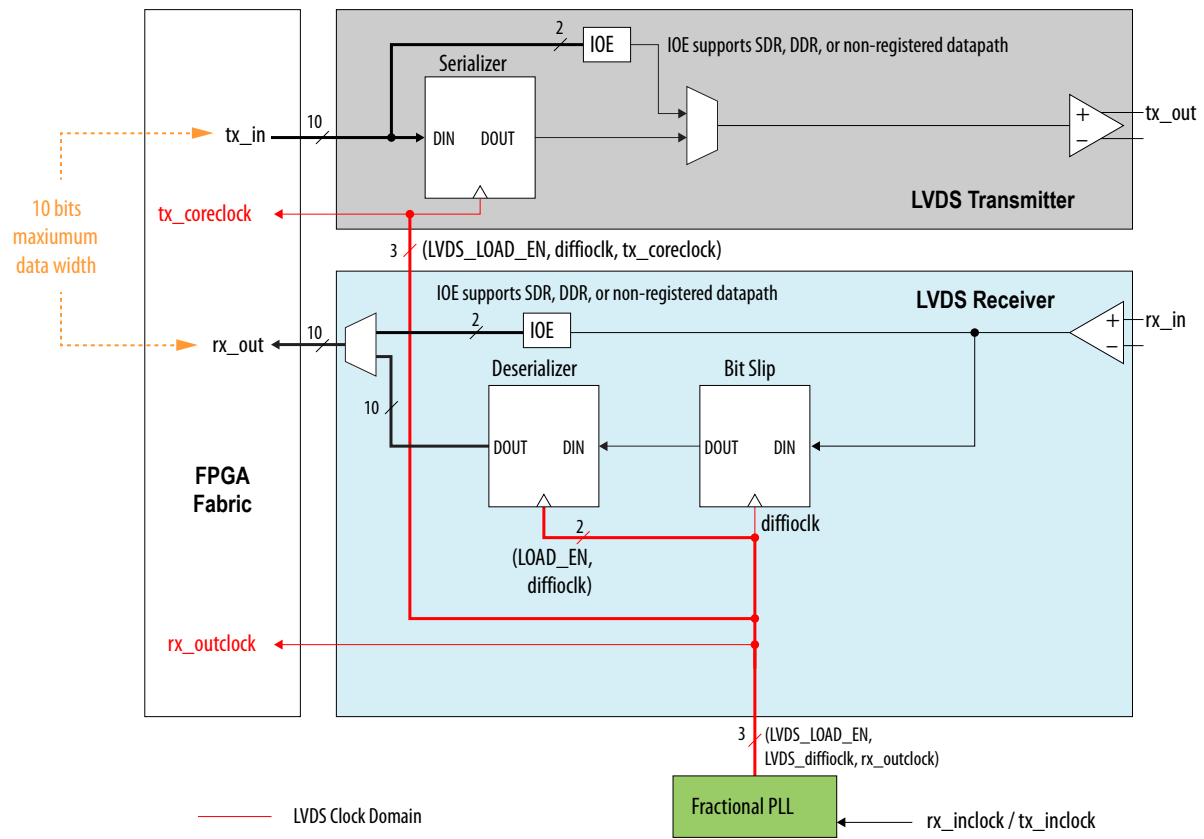 2
IOE
IOE supports SDR, DDR, or non-registered datapath
Serializer
tx_in
10
DIN
DOUT
+
−
tx_out
LVDS Transmitter
tx_coreclock
10 bits
maxiumum
data width
3
(LVDS_LOAD_EN, diffioclk, tx_coreclock)
IOE supports SDR, DDR, or non-registered datapath
LVDS Receiver
2
IOE
+
−
rx_in
rx_out
10
Deserializer
Bit Slip
10
DOUT
DIN
DOUT
DIN
FPGA
Fabric
2
diffioclk
(LOAD_EN,
diffioclk)
rx_outclock
3
(LVDS_LOAD_EN,
LVDS_diffioclk, rx_outclock)
Fractional PLL
LVDS Clock Domain
rx_inclock / tx_inclock